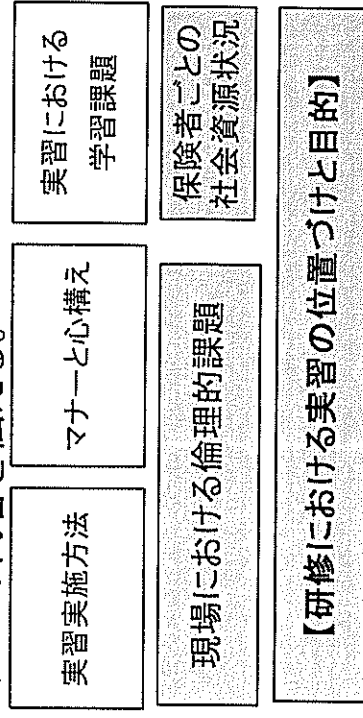 実習実施方法
マナーと心構え
実習における
学習課題
現場における倫理的課題
保険者ごとの
社会資源状況
【研修における実習の位置づけと目的】